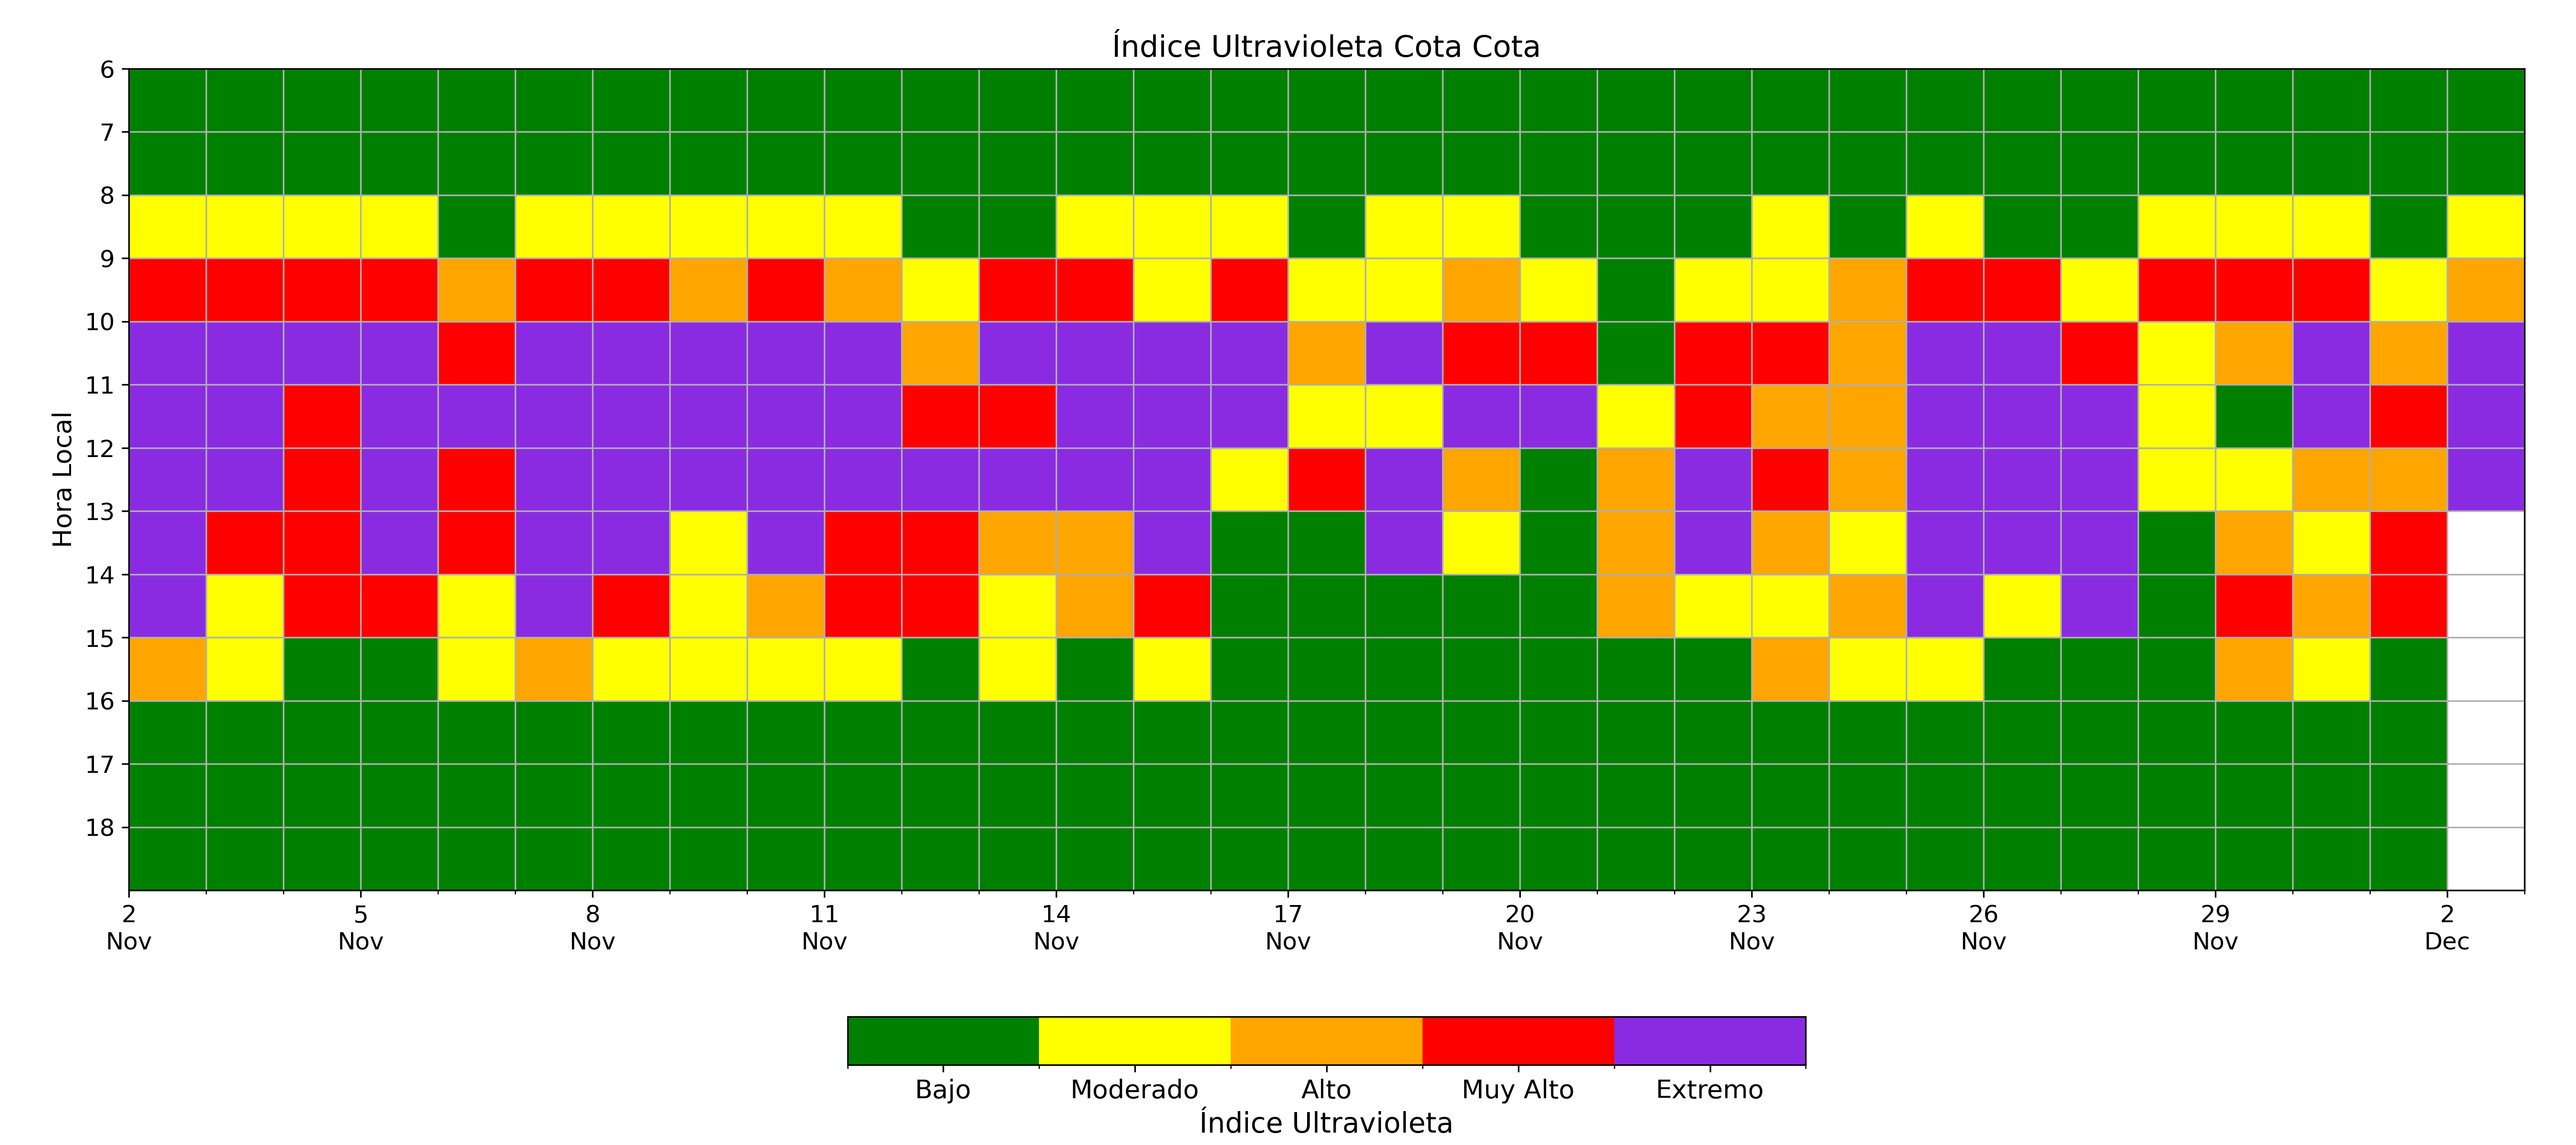 Índice Ultravioleta Cota Cota
6
7
8
9
10
11
12
13
14
15
16
17
18
Hora Local
2 5 8 11 14 17 20 23 26 29 2
Nov Nov Nov Nov Nov Nov Nov Nov Nov Nov Dec
Bajo Moderado Alto Muy Alto Extremo
Índice Ultravioleta